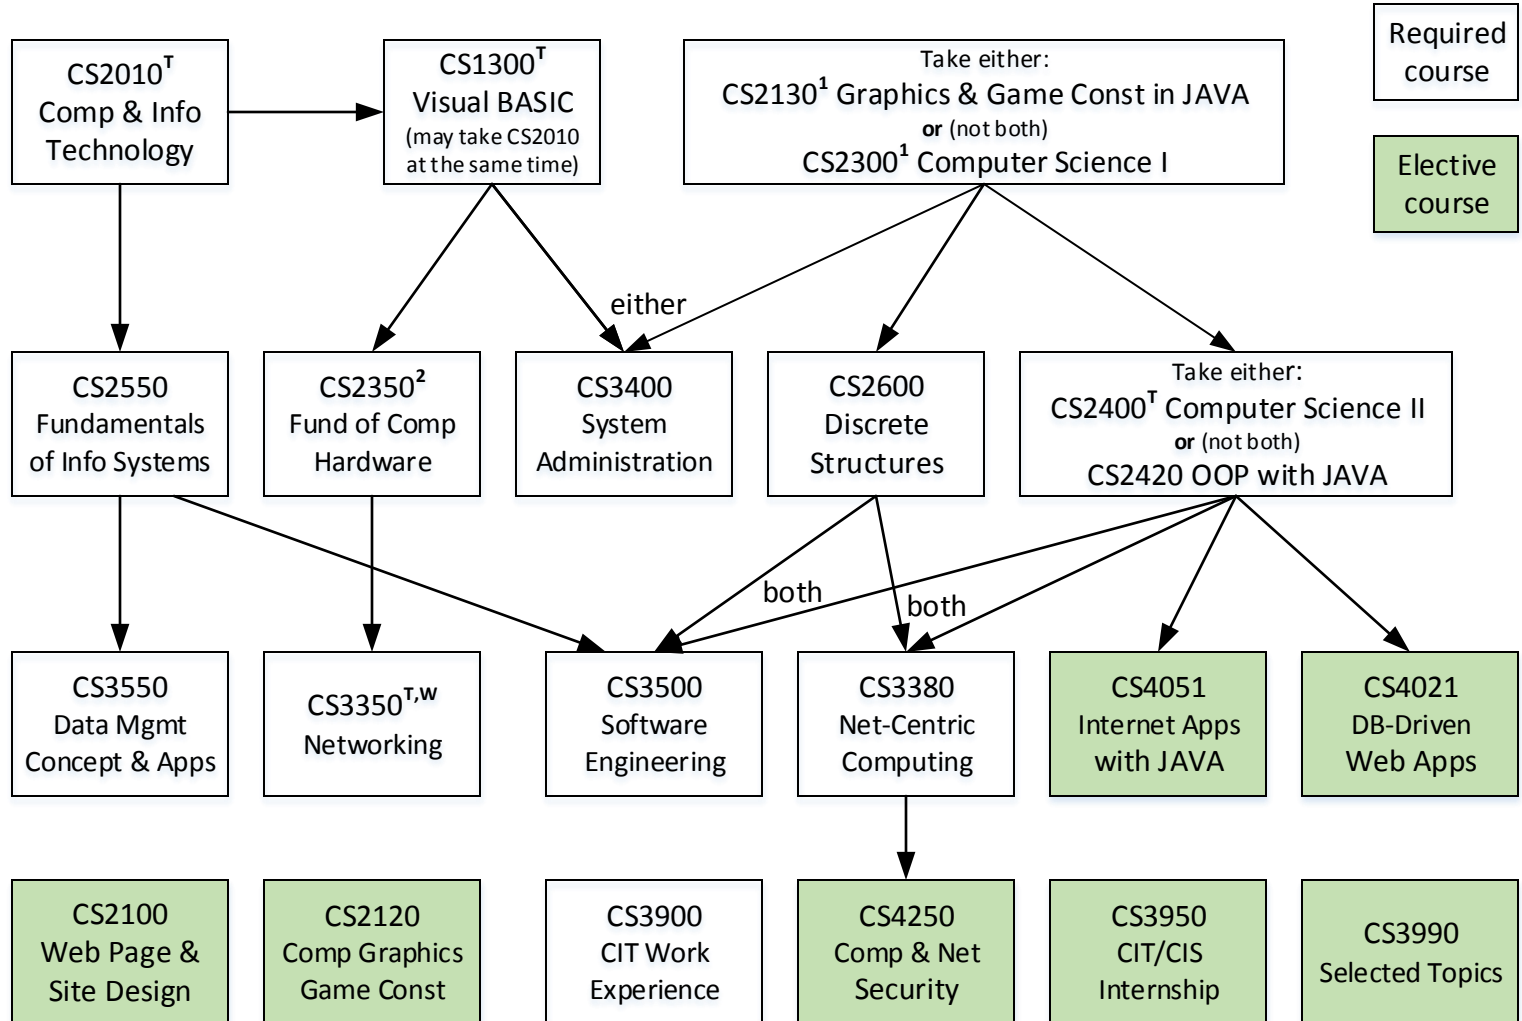 CS2010ᵀ
Comp & Info
Technology
CS1300ᵀ
Visual BASIC
(may take CS2010
at the same time)
Take either:
CS2130¹ Graphics & Game Const in JAVA
or (not both)
CS2300¹ Computer Science I
Required
course
Elective
course
either
CS2550
Fundamentals
of Info Systems
CS2350²
Fund of Comp
Hardware
CS3400
System
Administration
CS2600
Discrete
Structures
Take either:
CS2400ᵀ Computer Science II
or (not both)
CS2420 OOP with JAVA
both
both
CS3550
Data Mgmt
Concept & Apps
CS3350ᵀ,ᵂ
Networking
CS3500
Software
Engineering
CS3380
Net-Centric
Computing
CS4051
Internet Apps
with JAVA
CS4021
DB-Driven
Web Apps
CS2100
Web Page &
Site Design
CS2120
Comp Graphics
Game Const
CS3900
CIT Work
Experience
CS4250
Comp & Net
Security
CS3950
CIT/CIS
Internship
CS3990
Selected Topics